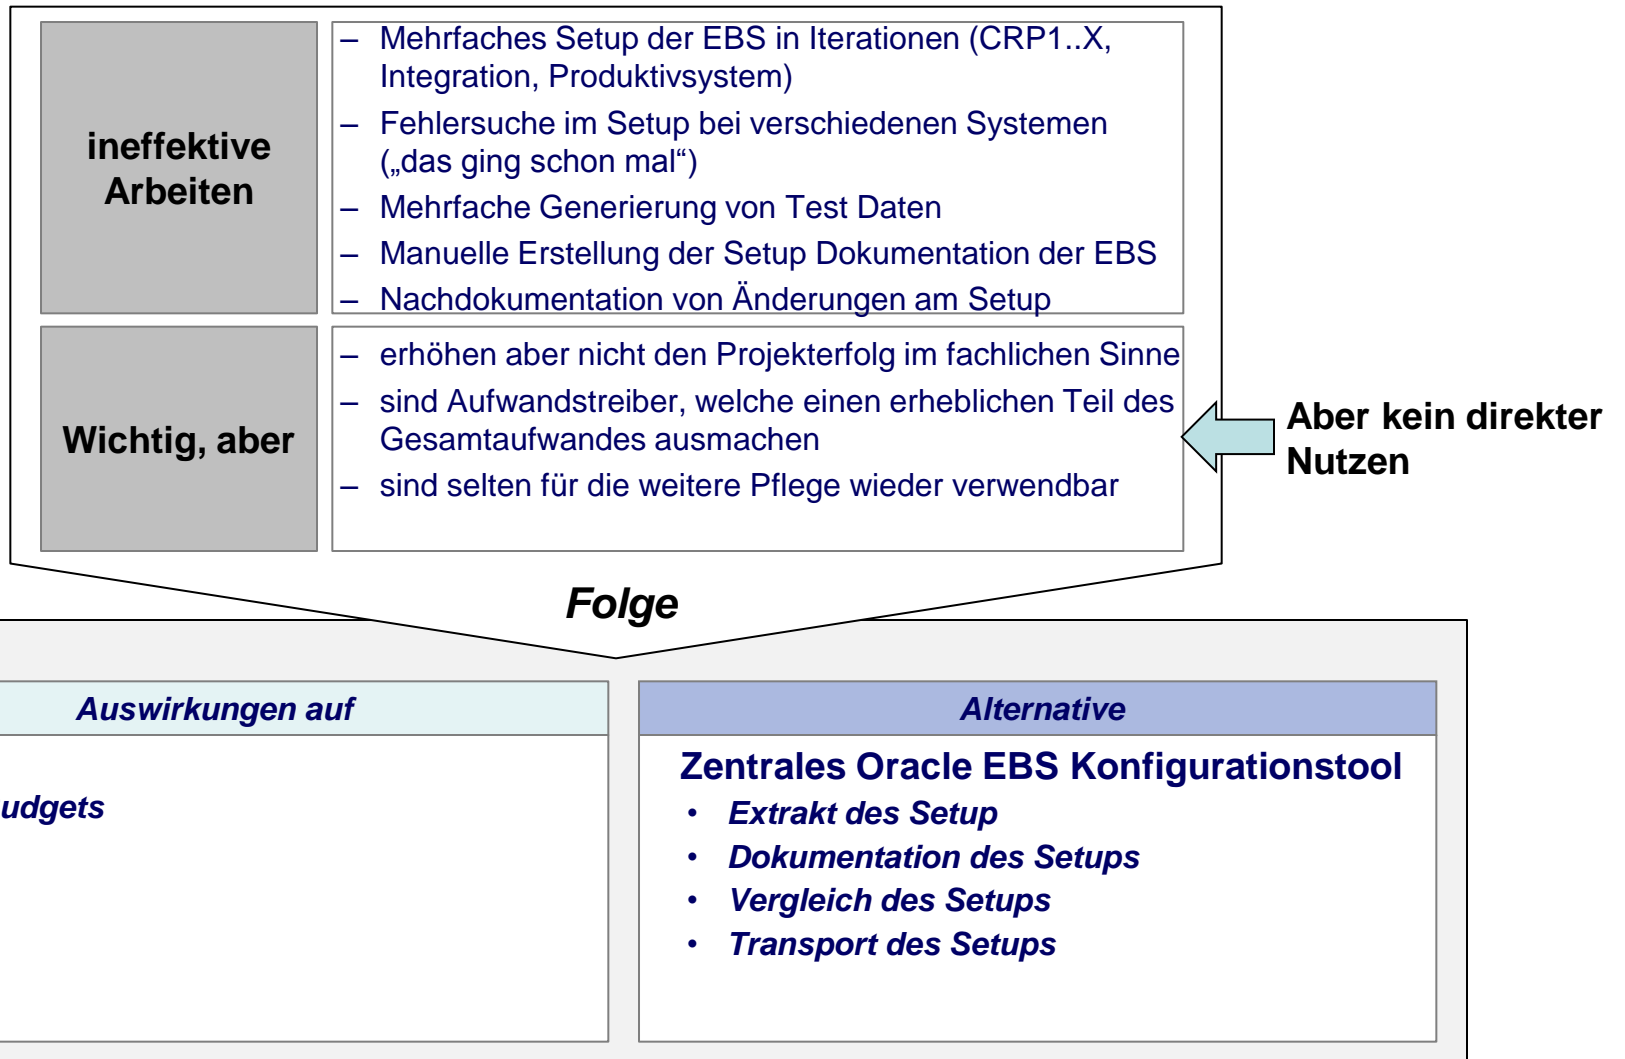 ineffektive
Arbeiten
– Mehrfaches Setup der EBS in Iterationen (CRP1..X,
Integration, Produktivsystem)
– Fehlersuche im Setup bei verschiedenen Systemen
(„das ging schon mal“)
– Mehrfache Generierung von Test Daten
– Manuelle Erstellung der Setup Dokumentation der EBS
– Nachdokumentation von Änderungen am Setup
Wichtig, aber
– erhöhen aber nicht den Projekterfolg im fachlichen Sinne
– sind Aufwandstreiber, welche einen erheblichen Teil des
Gesamtaufwandes ausmachen
– sind selten für die weitere Pflege wieder verwendbar
Aber kein direkter
Nutzen
Folge
Auswirkungen auf
udgets
Alternative
Zentrales Oracle EBS Konfigurationstool
• Extrakt des Setup
• Dokumentation des Setups
• Vergleich des Setups
• Transport des Setups